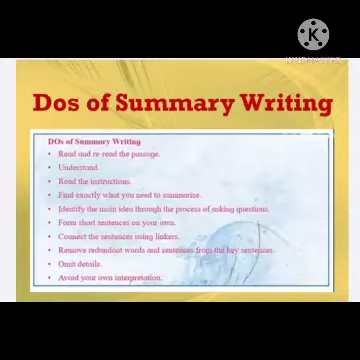 K
Dos of Summary Writing
DOs of Summary Writing
• Read and re-read the passage.
• Understand.
• Read the instructions.
• Find exactly what you need to summarise.
• Identify the main idea through the process of asking questions.
• Form short sentences on your own.
• Connect the sentences using linkers.
• Remove redundant words and sentences from the key sentences.
• Omit details.
• Avoid your own interpretation.